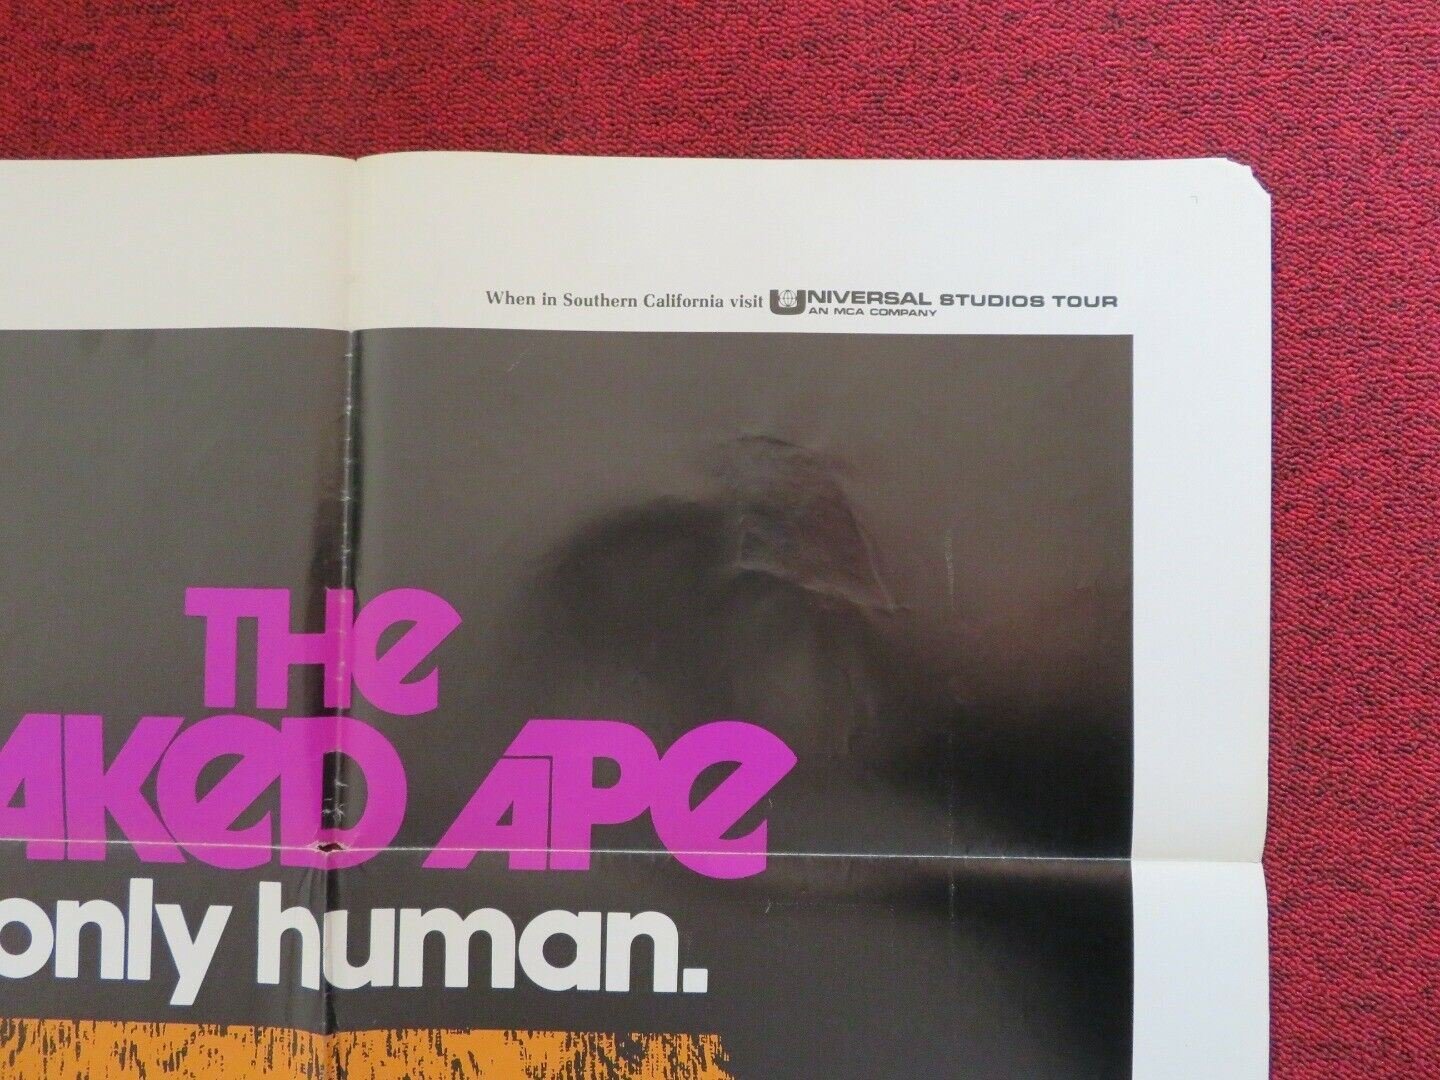 When in Southern California visit UNIVERSAL STUDIOS TOUR
AN MCA COMPANY
THE
AKED APE
only human.